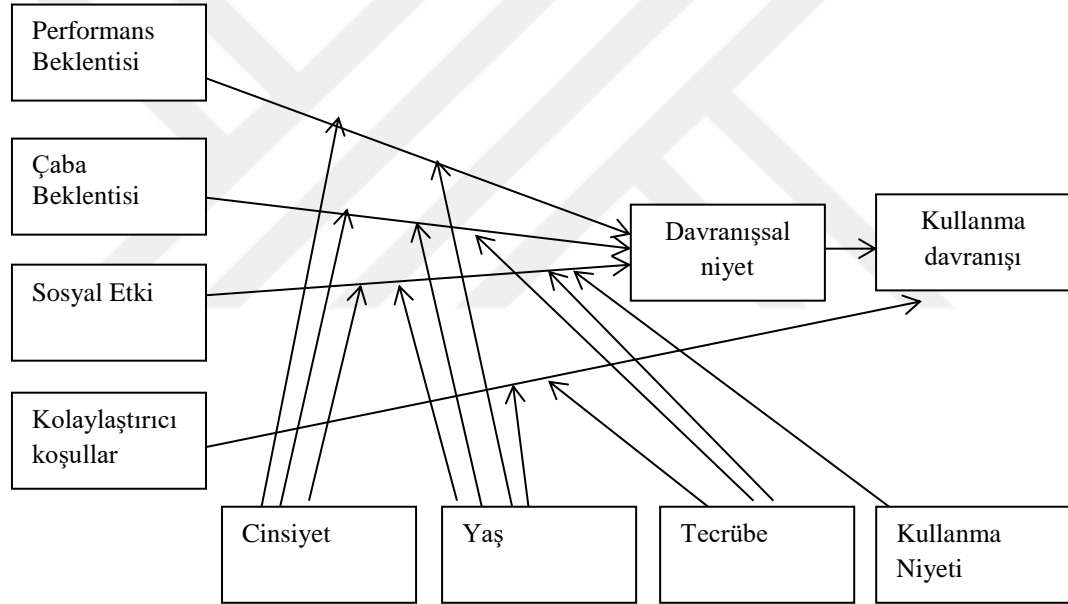 Performans
Beklentisi
Çaba
Beklentisi
Sosyal Etki
Kolaylaştırıcı
koşullar
Davranışsal
niyet
Kullanma
davranışı
Cinsiyet
Yaş
Tecrübe
Kullanma
Niyeti